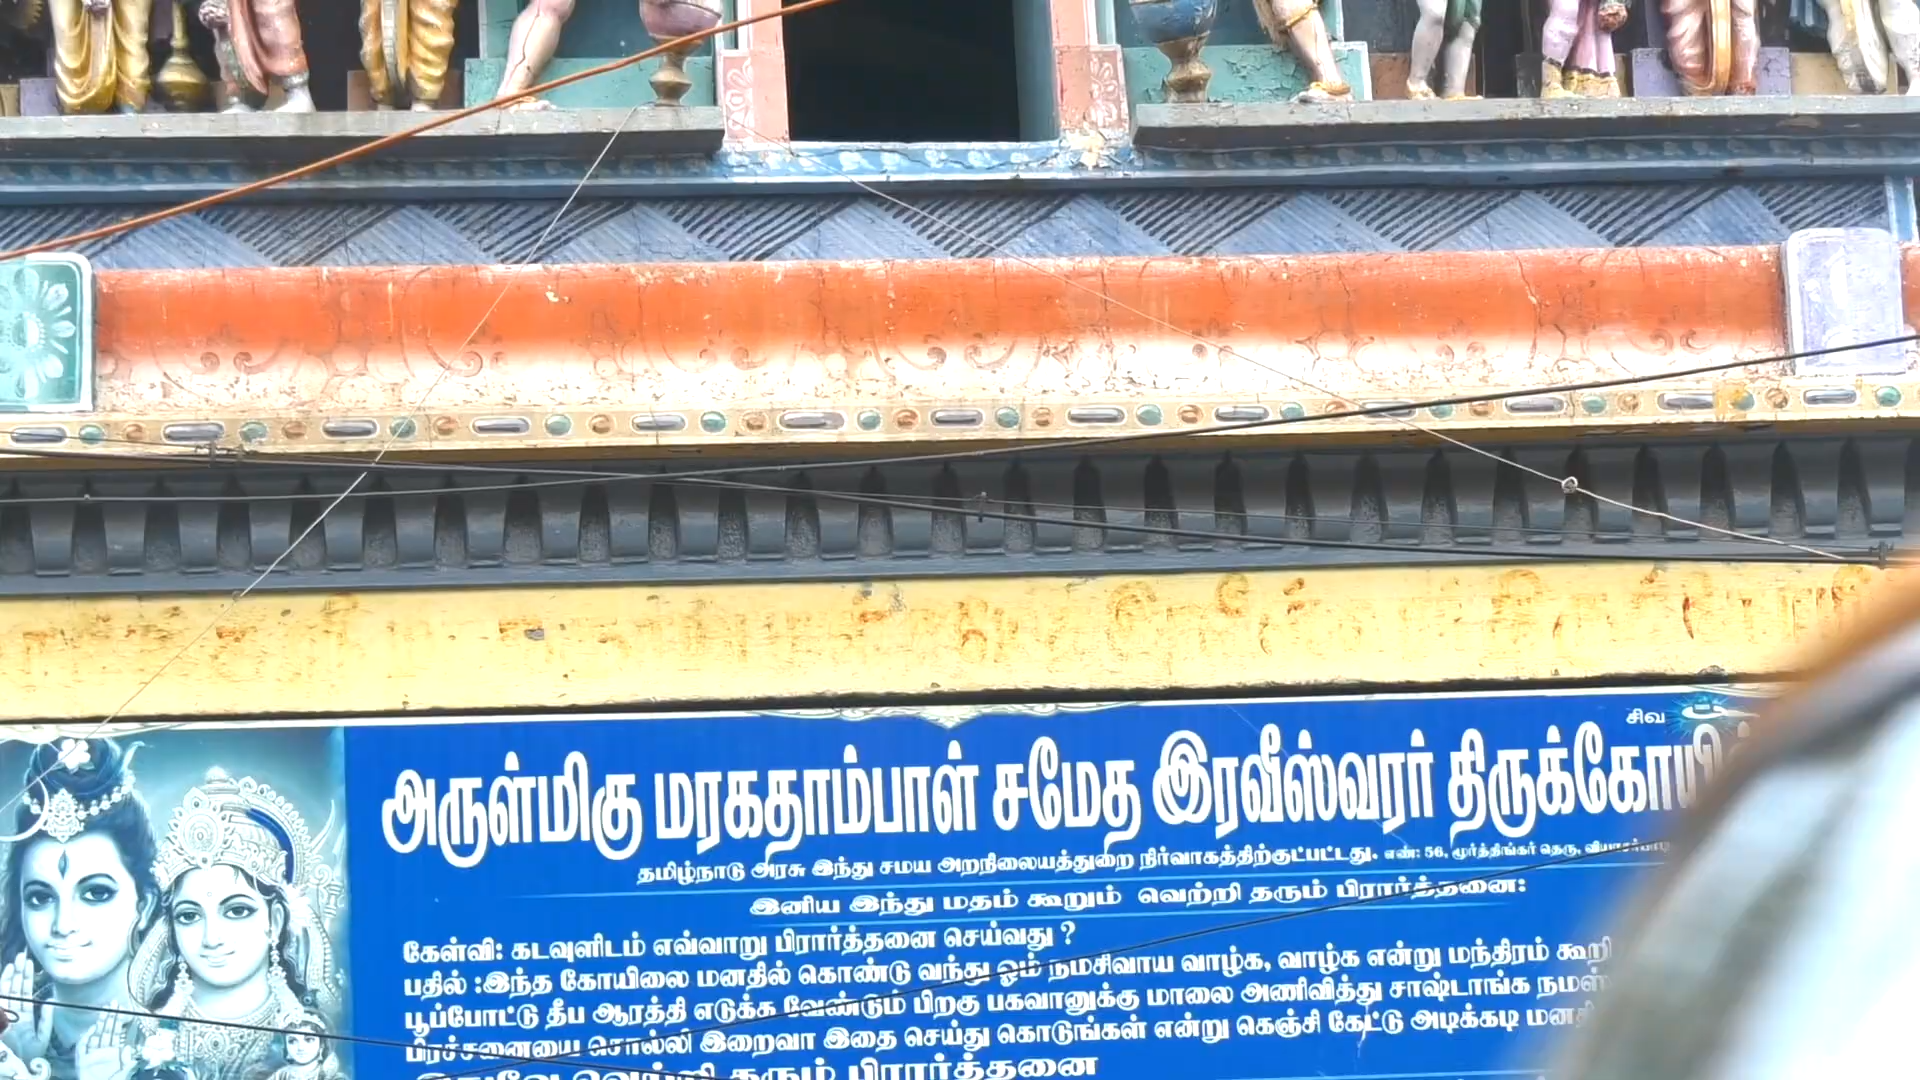 சிவ
அருள்மிகு மரகதாம்பாள் சமேத இரவீஸ்வரர் திருக்கோயில்
தமிழ்நாடு அரசு இந்து சமய அறநிலையத்துறை நிர்வாகத்திற்குட்பட்டது. எண்: 56, மூர்த்திங்கர் தெரு,
இனிய இந்து மதம் கூறும் வெற்றி தரும் பிரார்த்தனை:
கேள்வி: கடவுளிடம் எவ்வாறு பிரார்த்தனை செய்வது ?
பதில் :இந்த கோயிலை மனதில் கொண்டு வந்து ஓம் நமசிவாய வாழ்க, வாழ்க என்று மந்திரம் கூறி
பூப்போட்டு தீப ஆரத்தி எடுக்க வேண்டும் பிறகு பகவானுக்கு மாலை அணிவித்து சாஷ்டாங்க
பிரச்சனையை சொல்லி இறைவா இதை செய்து கொடுங்கள் என்று கெஞ்சி கேட்டு அடிக்கடி
வெற்றி தரும் பிரார்த்தனை